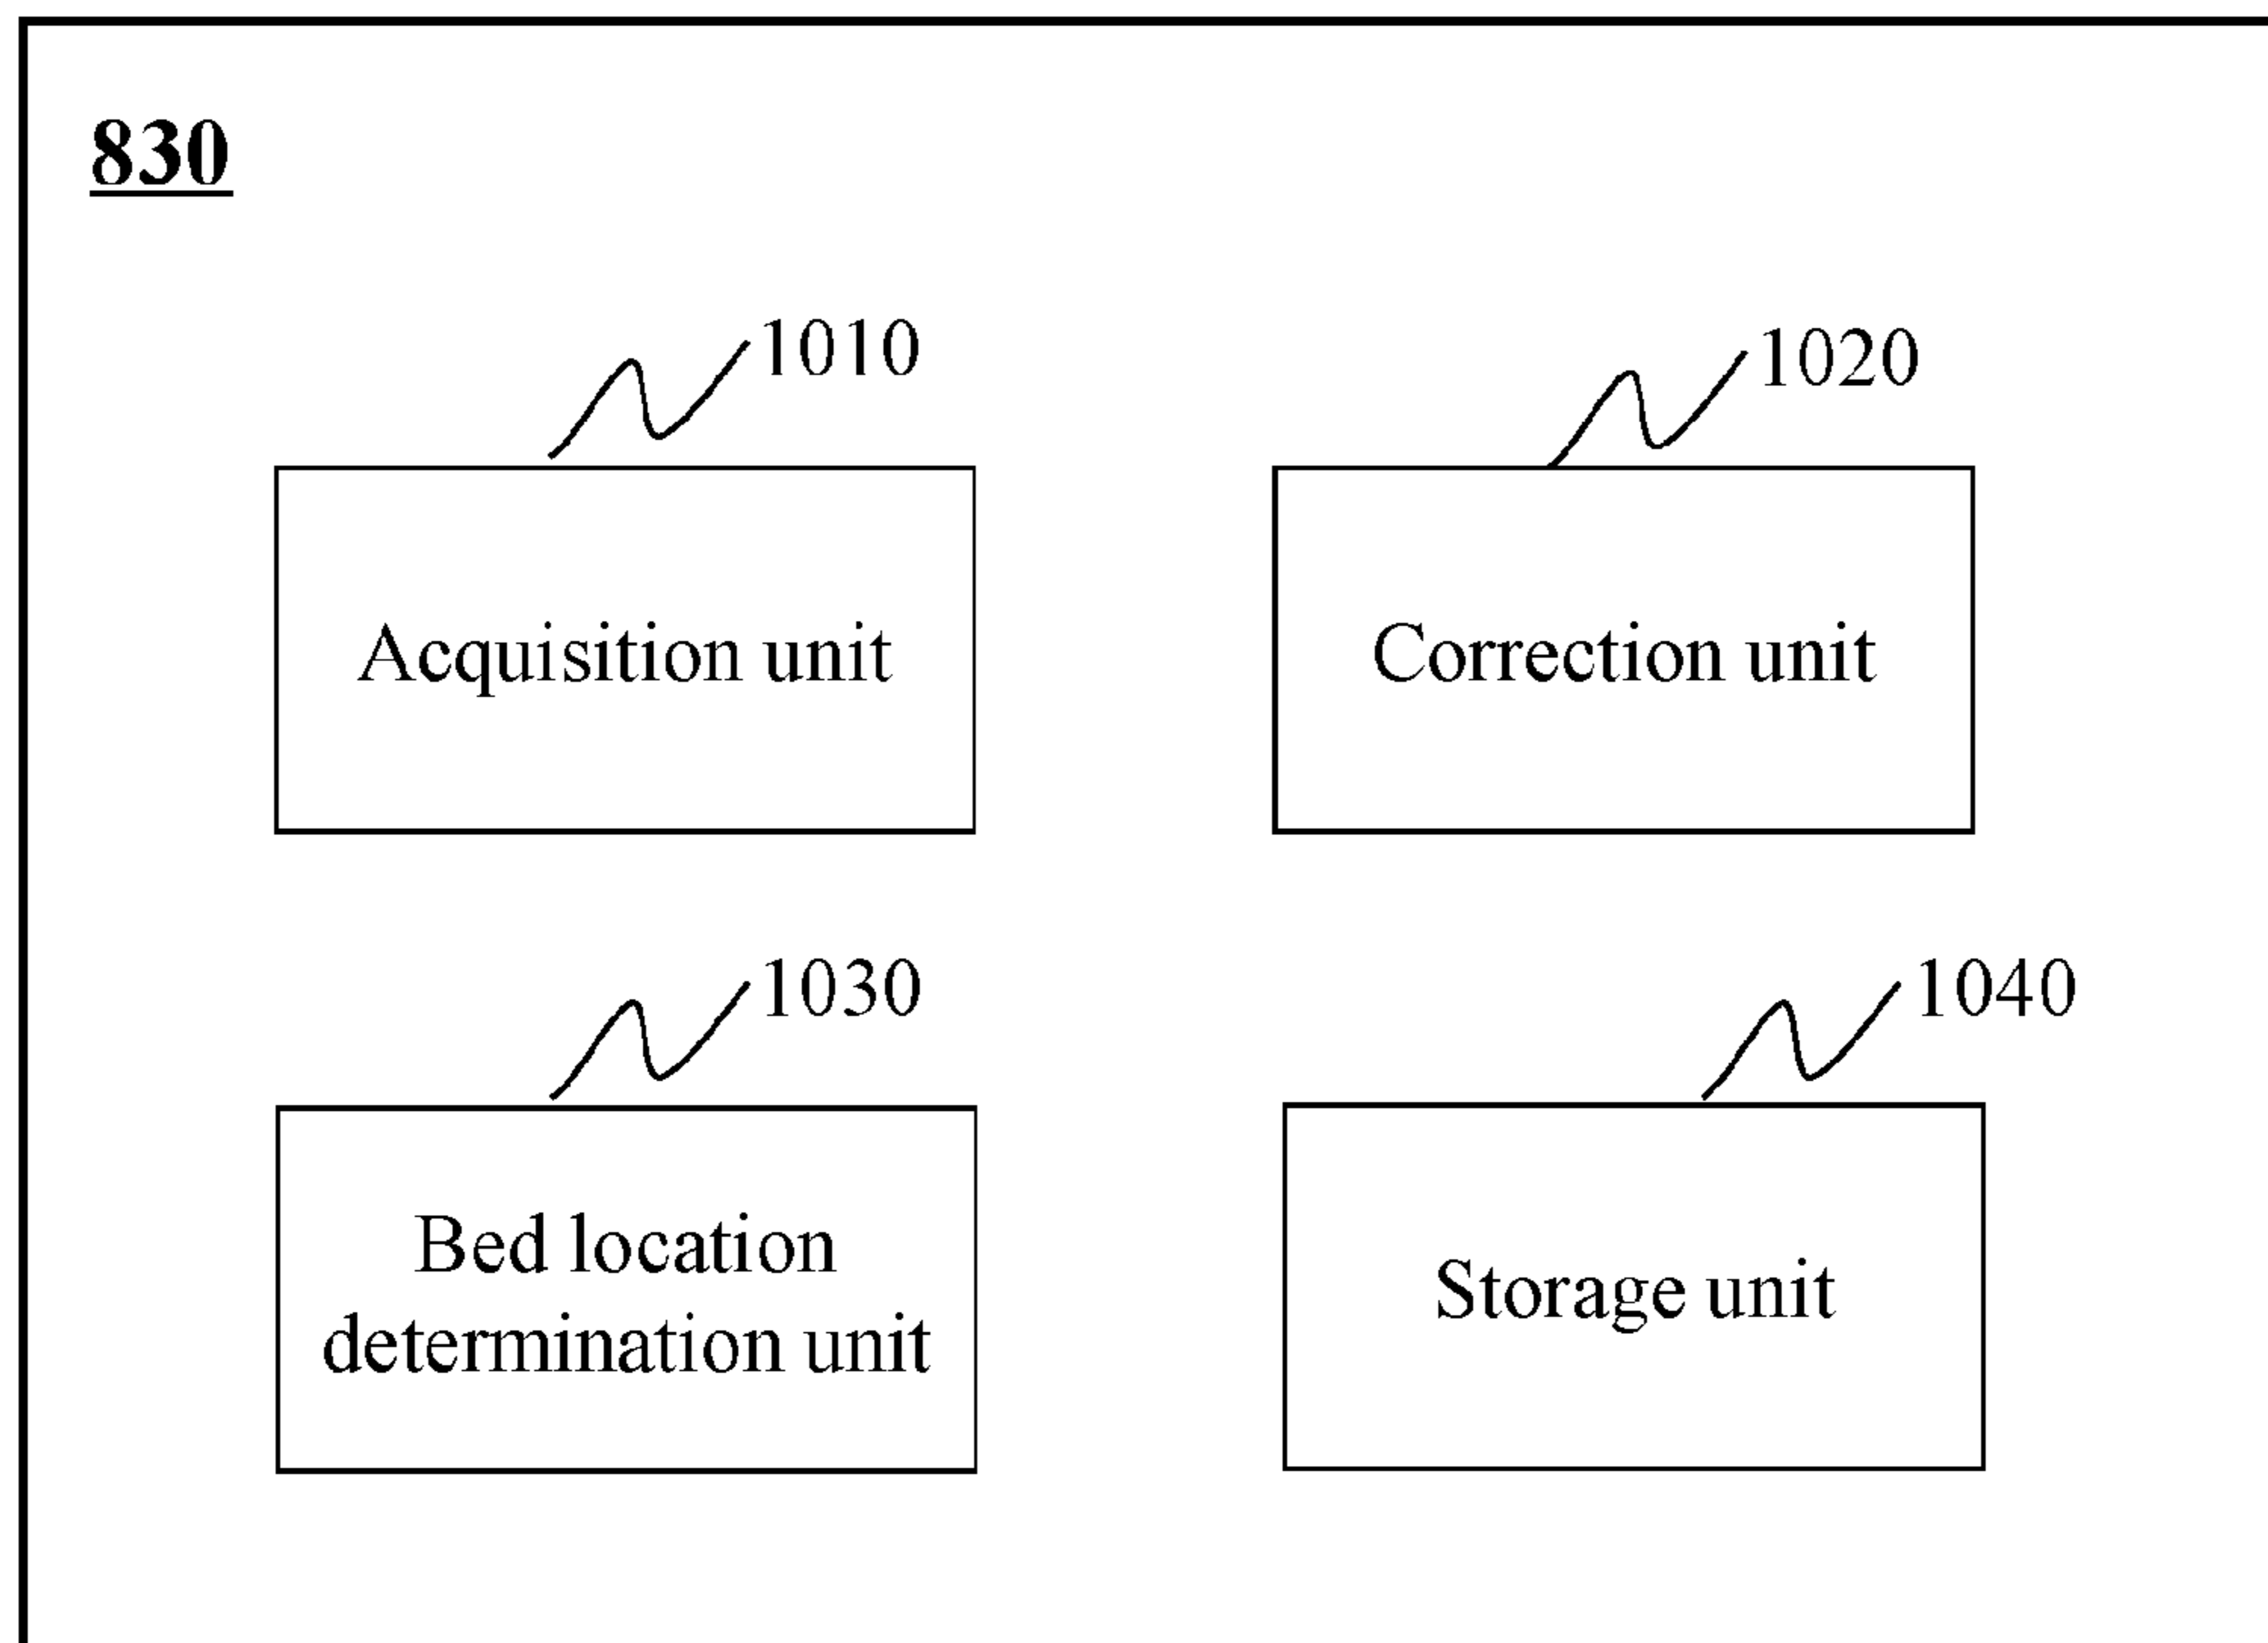 830
1010
1020
Acquisition unit
Correction unit
1030
1040
Bed location
determination unit
Storage unit